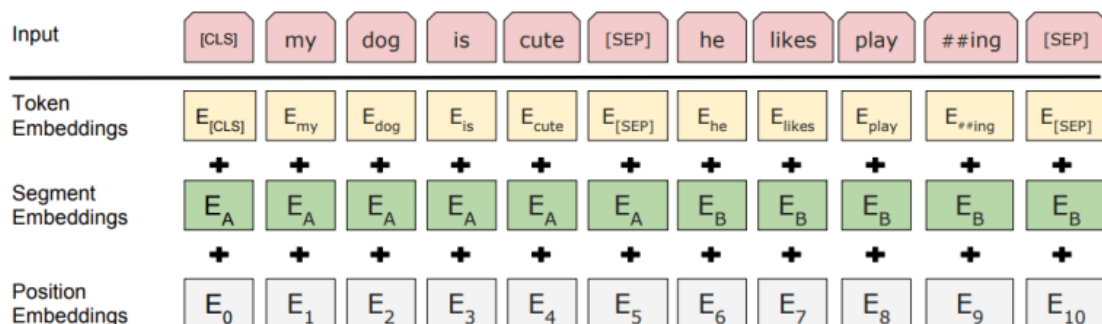 Input [CLS] my dog is cute [SEP] he likes play ##ing [SEP]
Token Embeddings E[CLS] Emy Edog Eis Ecute E[SEP] Ehe Elikes Eplay E##ing E[SEP]
+ + + + + + + + + + +
Segment Embeddings EA EA EA EA EA EA EB EB EB EB EB
+ + + + + + + + + + +
Position Embeddings E0 E1 E2 E3 E4 E5 E6 E7 E8 E9 E10